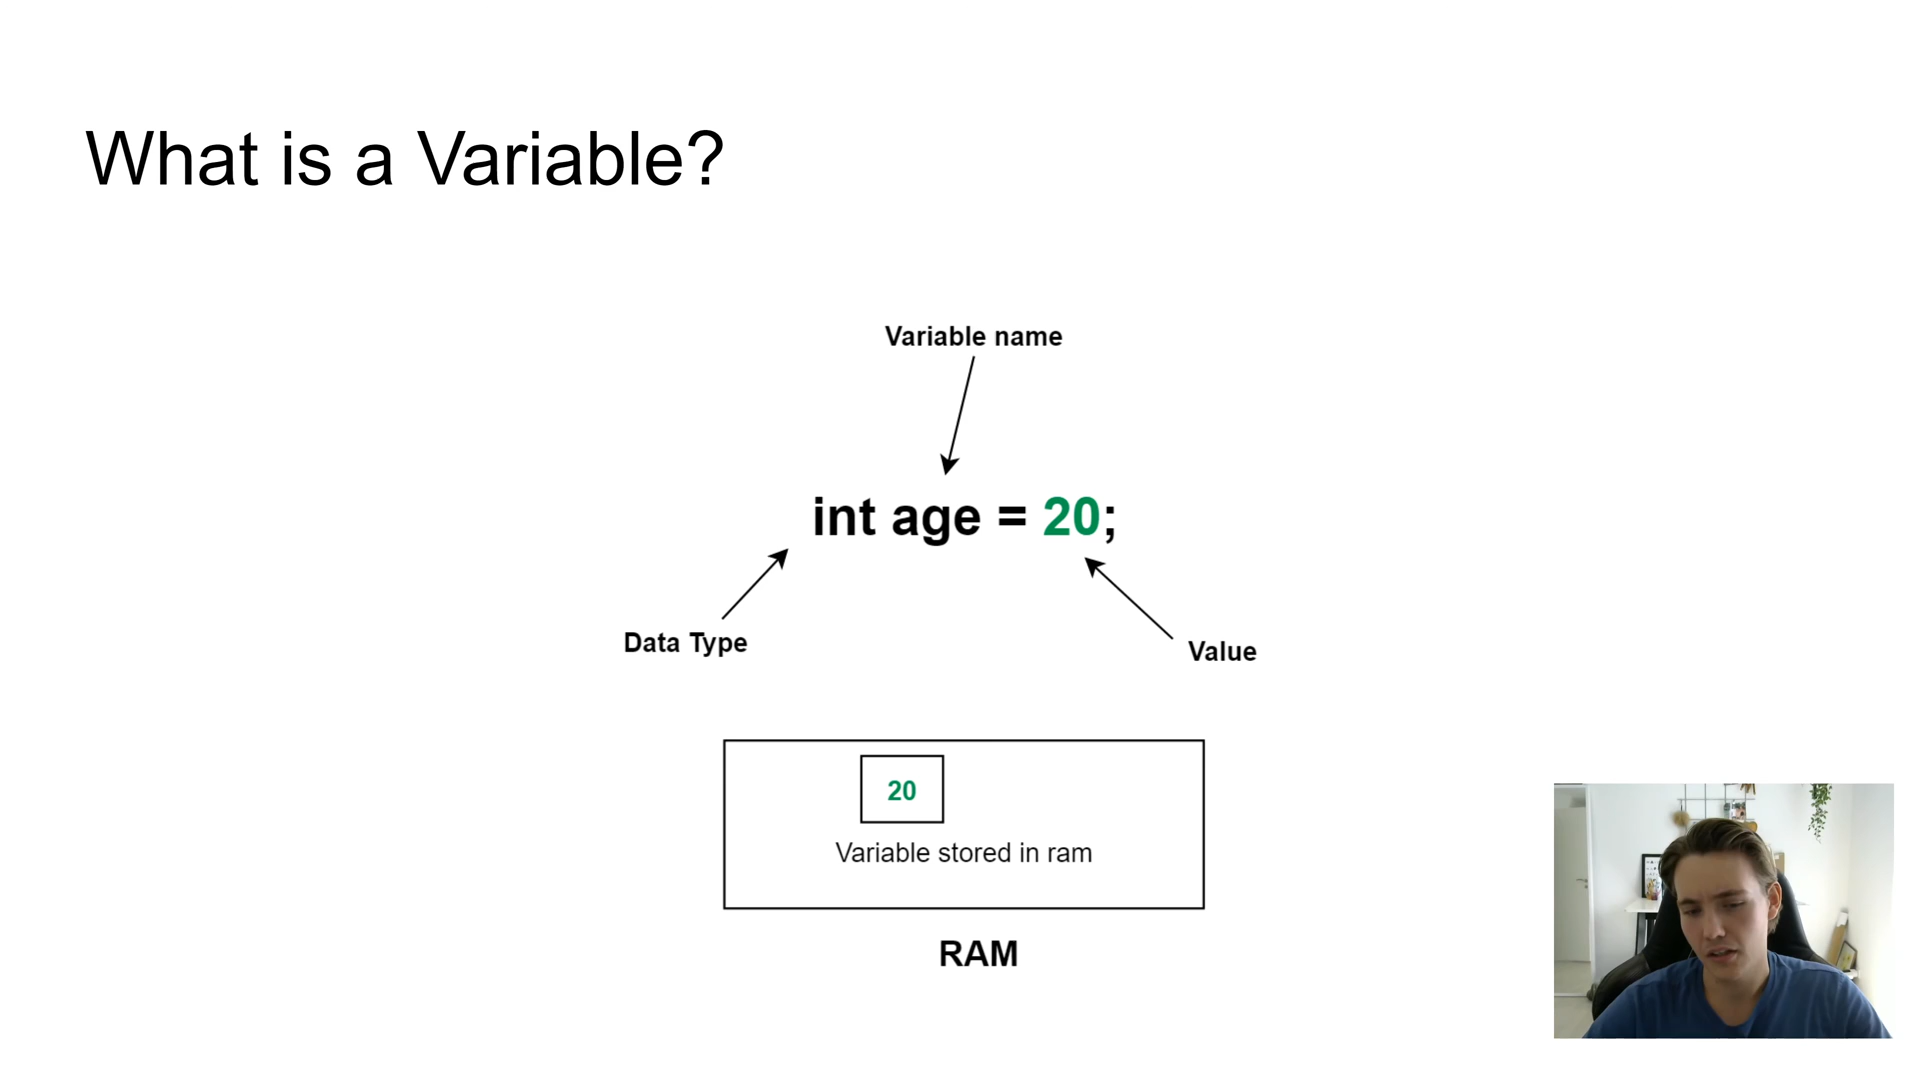 What is a Variable?
Variable name
int age = 20;
Data Type
Value
20
Variable stored in ram
RAM